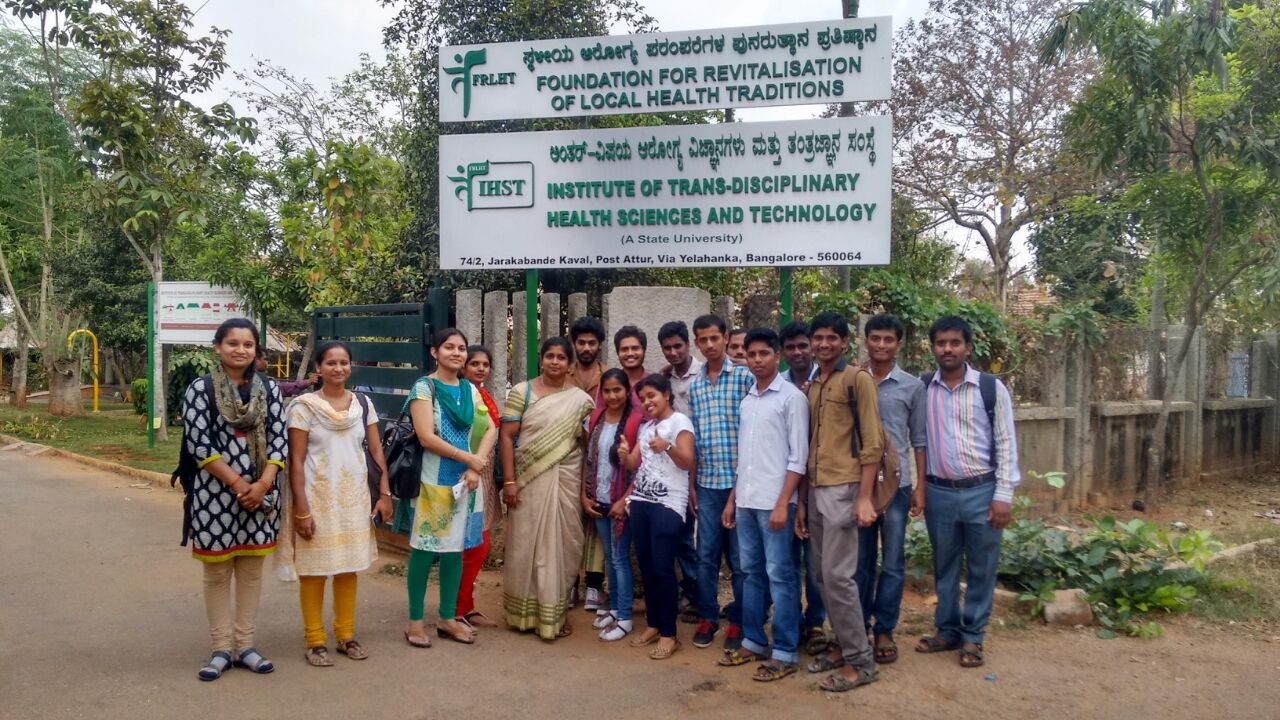 ಸ್ಥಳೀಯ ಆರೋಗ್ಯ ಪರಂಪರೆಗಳ ಪುನರುತ್ಥಾನ ಪ್ರತಿಷ್ಠಾನ
FRLHT
FOUNDATION FOR REVITALISATION
OF LOCAL HEALTH TRADITIONS
ಅಂತರ್-ವಿಷಯ ಆರೋಗ್ಯ ವಿಜ್ಞಾನಗಳು ಮತ್ತು ತಂತ್ರಜ್ಞಾನ ಸಂಸ್ಥೆ
FRLHT
IHST
INSTITUTE OF TRANS-DISCIPLINARY
HEALTH SCIENCES AND TECHNOLOGY
(A State University)
74/2, Jarakabande Kaval, Post Attur, Via Yelahanka, Bangalore - 560064